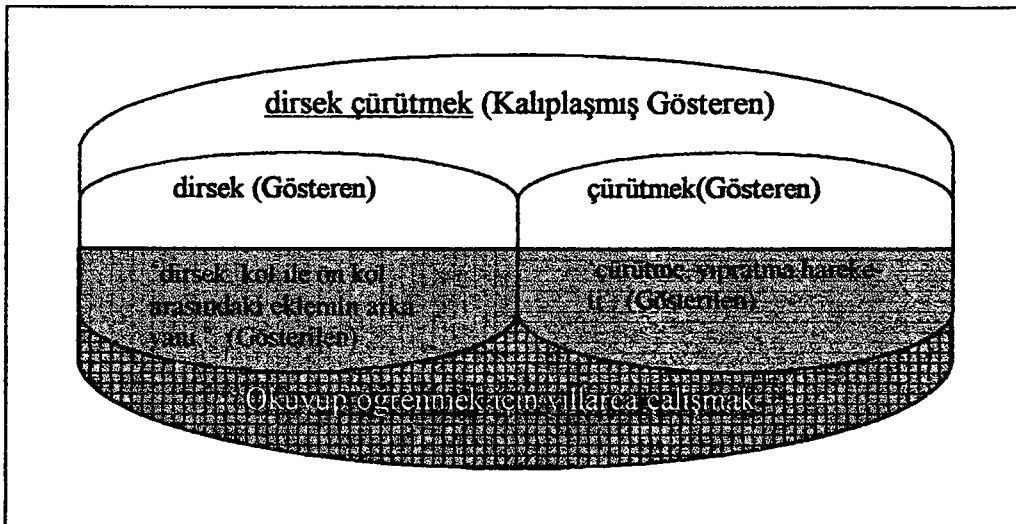 dirsek çürütmek (Kalıplaşmış Gösteren)
dirsek (Gösteren)
çürütmek(Gösteren)
dirsek, kol ile ön kol
arasındaki eklemin arka
yanı (Gösterilen)
çürütme, yıpratma hareke-
ti (Gösterilen)
Okuyup öğrenmek için yıllarca çalışmak